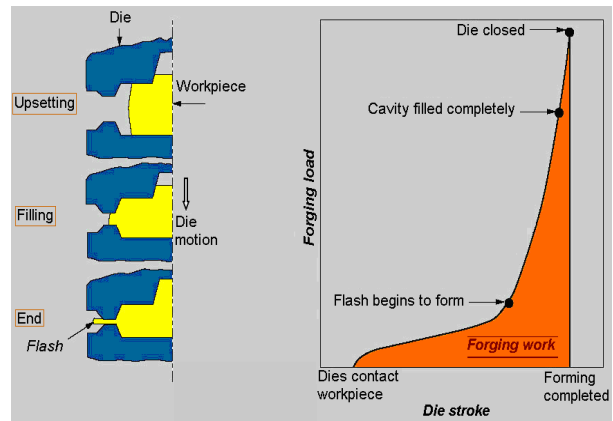 Die
Upsetting
Workpiece
Filling
Die
motion
End
Flash
Die closed
Cavity filled completely
Forging load
Flash begins to form
Forging work
Dies contact
workpiece
Forming
completed
Die stroke